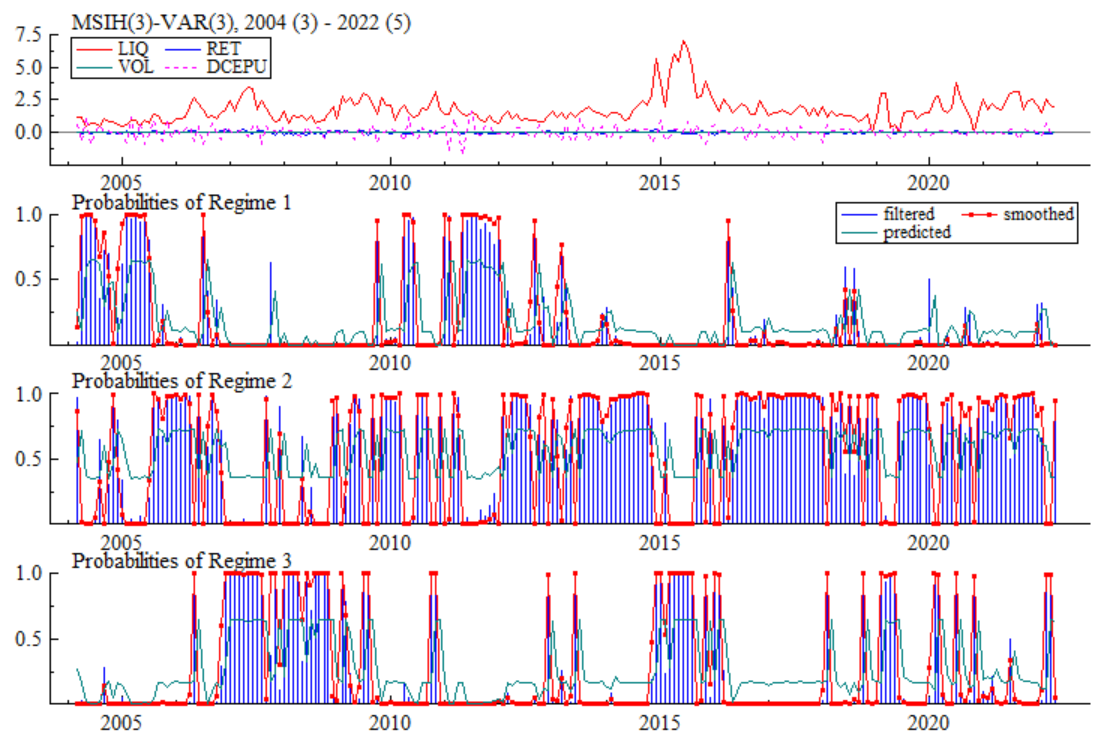 MSIH(3)-VAR(3), 2004 (3) - 2022 (5)
LIQ RET
VOL DCEPU
7.5
5.0
2.5
0.0
2005 2010 2015 2020
Probabilities of Regime 1
filtered smoothed
predicted
1.0
0.5
2005 2010 2015 2020
Probabilities of Regime 2
1.0
0.5
2005 2010 2015 2020
Probabilities of Regime 3
1.0
0.5
2005 2010 2015 2020